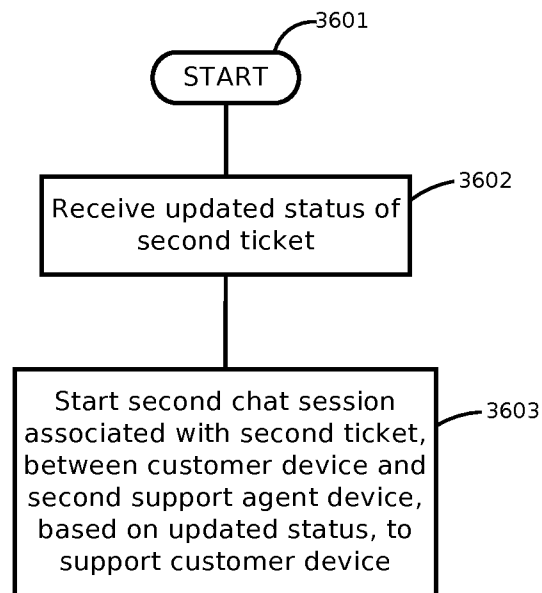 3601
START
3602
Receive updated status of
second ticket
3603
Start second chat session
associated with second ticket,
between customer device and
second support agent device,
based on updated status, to
support customer device